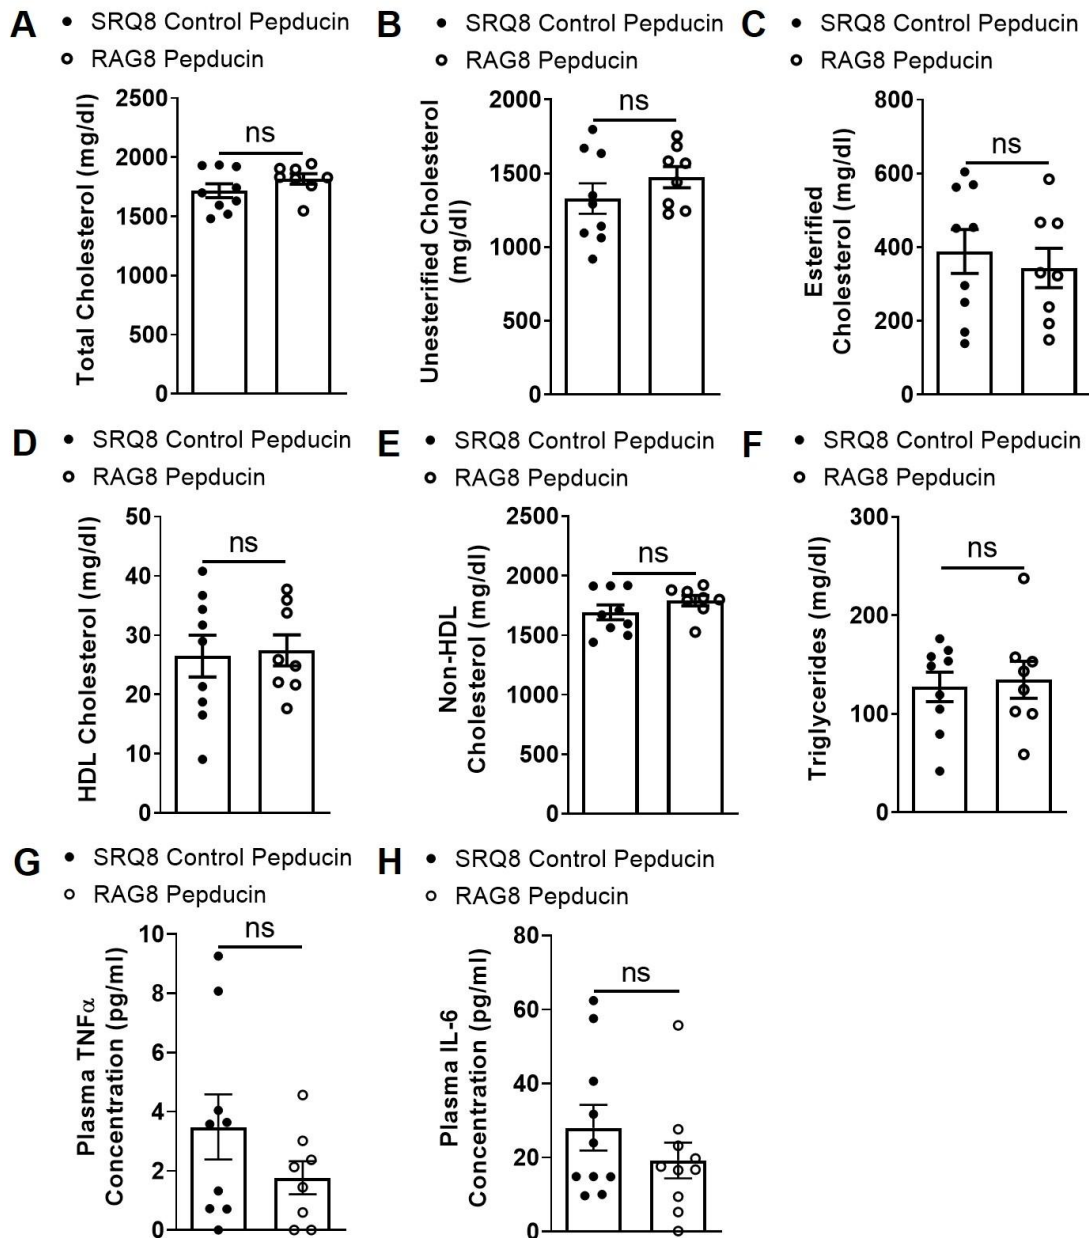 A
SRQ8 Control Pepducin
RAG8 Pepducin
Total Cholesterol (mg/dl)
2500
2000
1500
1000
500
0
ns
B
SRQ8 Control Pepducin
RAG8 Pepducin
Unesterified Cholesterol
(mg/dl)
2000
1500
1000
500
0
ns
C
SRQ8 Control Pepducin
RAG8 Pepducin
Esterified
Cholesterol (mg/dl)
800
600
400
200
0
ns
D
SRQ8 Control Pepducin
RAG8 Pepducin
HDL Cholesterol (mg/dl)
50
40
30
20
10
0
ns
E
SRQ8 Control Pepducin
RAG8 Pepducin
Non-HDL
Cholesterol (mg/dl)
2500
2000
1500
1000
500
0
ns
F
SRQ8 Control Pepducin
RAG8 Pepducin
Triglycerides (mg/dl)
300
200
100
0
ns
G
SRQ8 Control Pepducin
RAG8 Pepducin
Plasma TNFα
Concentration (pg/ml)
10
8
6
4
2
0
ns
H
SRQ8 Control Pepducin
RAG8 Pepducin
Plasma IL-6
Concentration (pg/ml)
80
60
40
20
0
ns